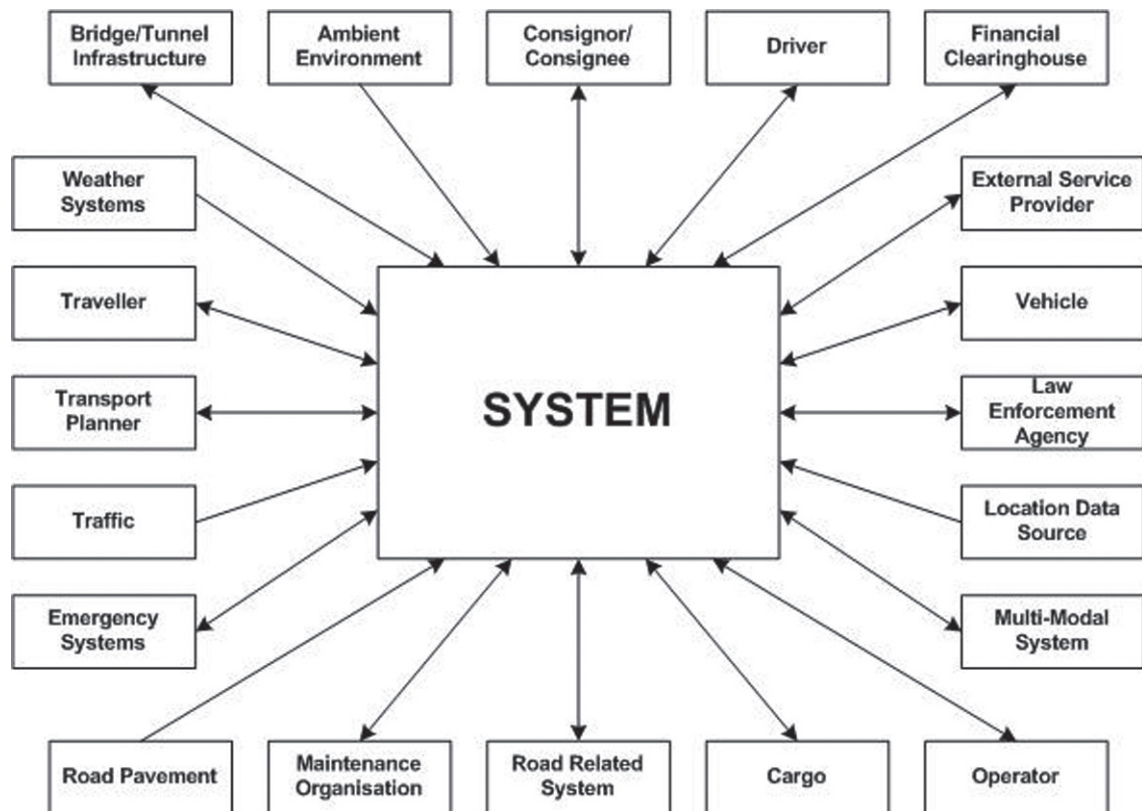 Bridge/Tunnel
Infrastructure
Ambient
Environment
Consignor/
Consignee
Driver
Financial
Clearinghouse
Weather
Systems
External Service
Provider
Traveller
Vehicle
Transport
Planner
SYSTEM
Law
Enforcement
Agency
Traffic
Location Data
Source
Emergency
Systems
Multi-Modal
System
Road Pavement
Maintenance
Organisation
Road Related
System
Cargo
Operator